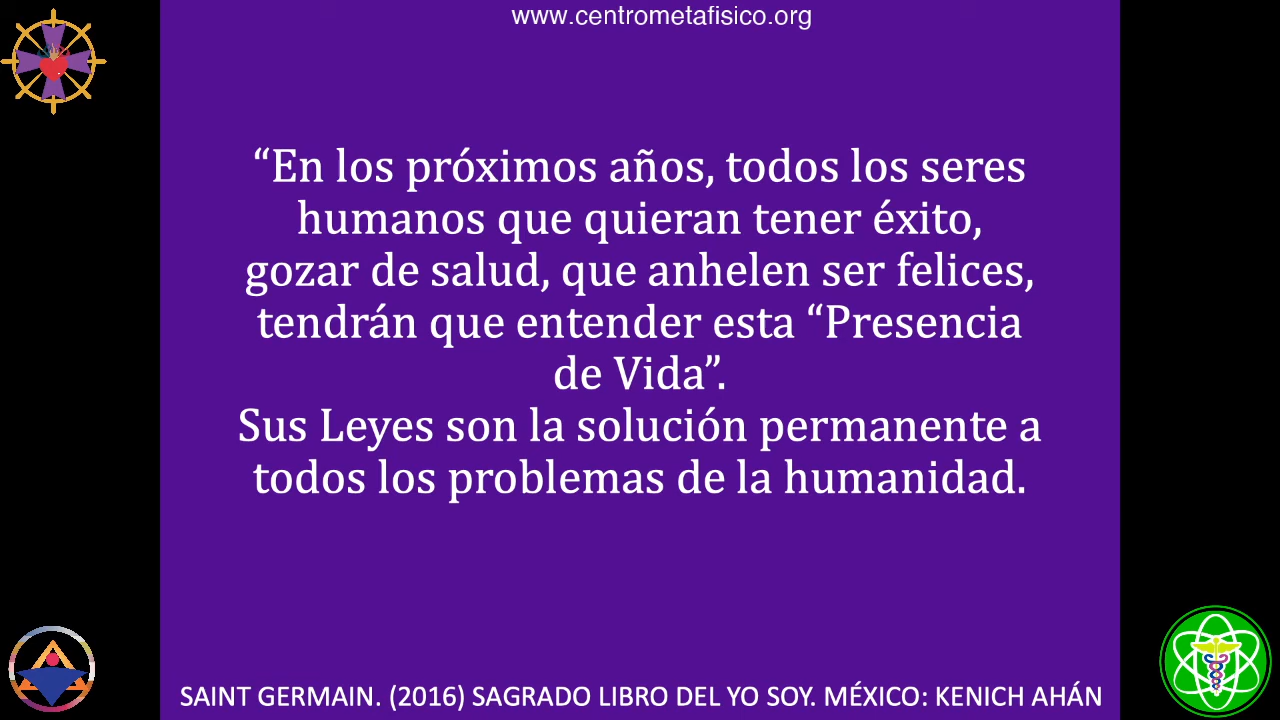 www.centrometafisico.org
“En los próximos años, todos los seres
humanos que quieran tener éxito,
gozar de salud, que anhelen ser felices,
tendrán que entender esta “Presencia
de Vida”.
Sus Leyes son la solución permanente a
todos los problemas de la humanidad.
SAINT GERMAIN. (2016) SAGRADO LIBRO DEL YO SOY. MÉXICO: KENICH AHÁN